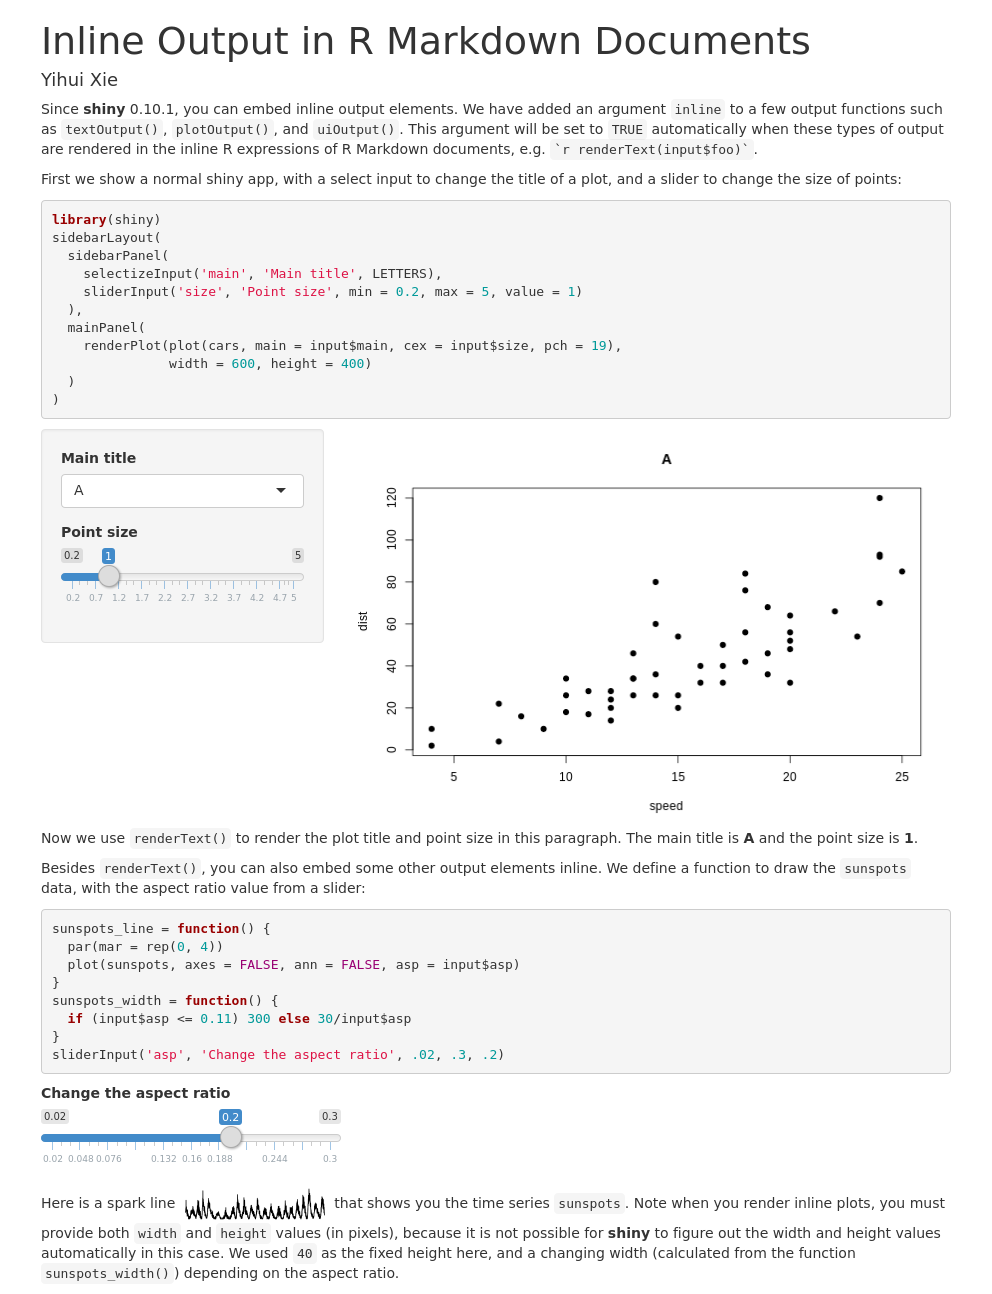 Inline Output in R Markdown Documents
Yihui Xie
Since shiny 0.10.1, you can embed inline output elements. We have added an argument inline to a few output functions such
as textOutput(), plotOutput(), and uiOutput(). This argument will be set to TRUE automatically when these types of output
are rendered in the inline R expressions of R Markdown documents, e.g. `r renderText(input$foo)`.
First we show a normal shiny app, with a select input to change the title of a plot, and a slider to change the size of points:
library(shiny)
sidebarLayout(
  sidebarPanel(
    selectizeInput('main', 'Main title', LETTERS),
    sliderInput('size', 'Point size', min = 0.2, max = 5, value = 1)
  ),
  mainPanel(
    renderPlot(plot(cars, main = input$main, cex = input$size, pch = 19),
               width = 600, height = 400)
  )
)
Main title
A
Point size
0.2 1 5
0.2 0.7 1.2 1.7 2.2 2.7 3.2 3.7 4.2 4.7 5
A
dist
120
100
80
60
40
20
0
5 10 15 20 25
speed
Now we use renderText() to render the plot title and point size in this paragraph. The main title is A and the point size is 1.
Besides renderText(), you can also embed some other output elements inline. We define a function to draw the sunspots
data, with the aspect ratio value from a slider:
sunspots_line = function() {
  par(mar = rep(0, 4))
  plot(sunspots, axes = FALSE, ann = FALSE, asp = input$asp)
}
sunspots_width = function() {
  if (input$asp <= 0.11) 300 else 30/input$asp
}
sliderInput('asp', 'Change the aspect ratio', .02, .3, .2)
Change the aspect ratio
0.02 0.2 0.3
0.02 0.048 0.076 0.132 0.16 0.188 0.244 0.3
Here is a spark line that shows you the time series sunspots. Note when you render inline plots, you must
provide both width and height values (in pixels), because it is not possible for shiny to figure out the width and height values
automatically in this case. We used 40 as the fixed height here, and a changing width (calculated from the function
sunspots_width()) depending on the aspect ratio.